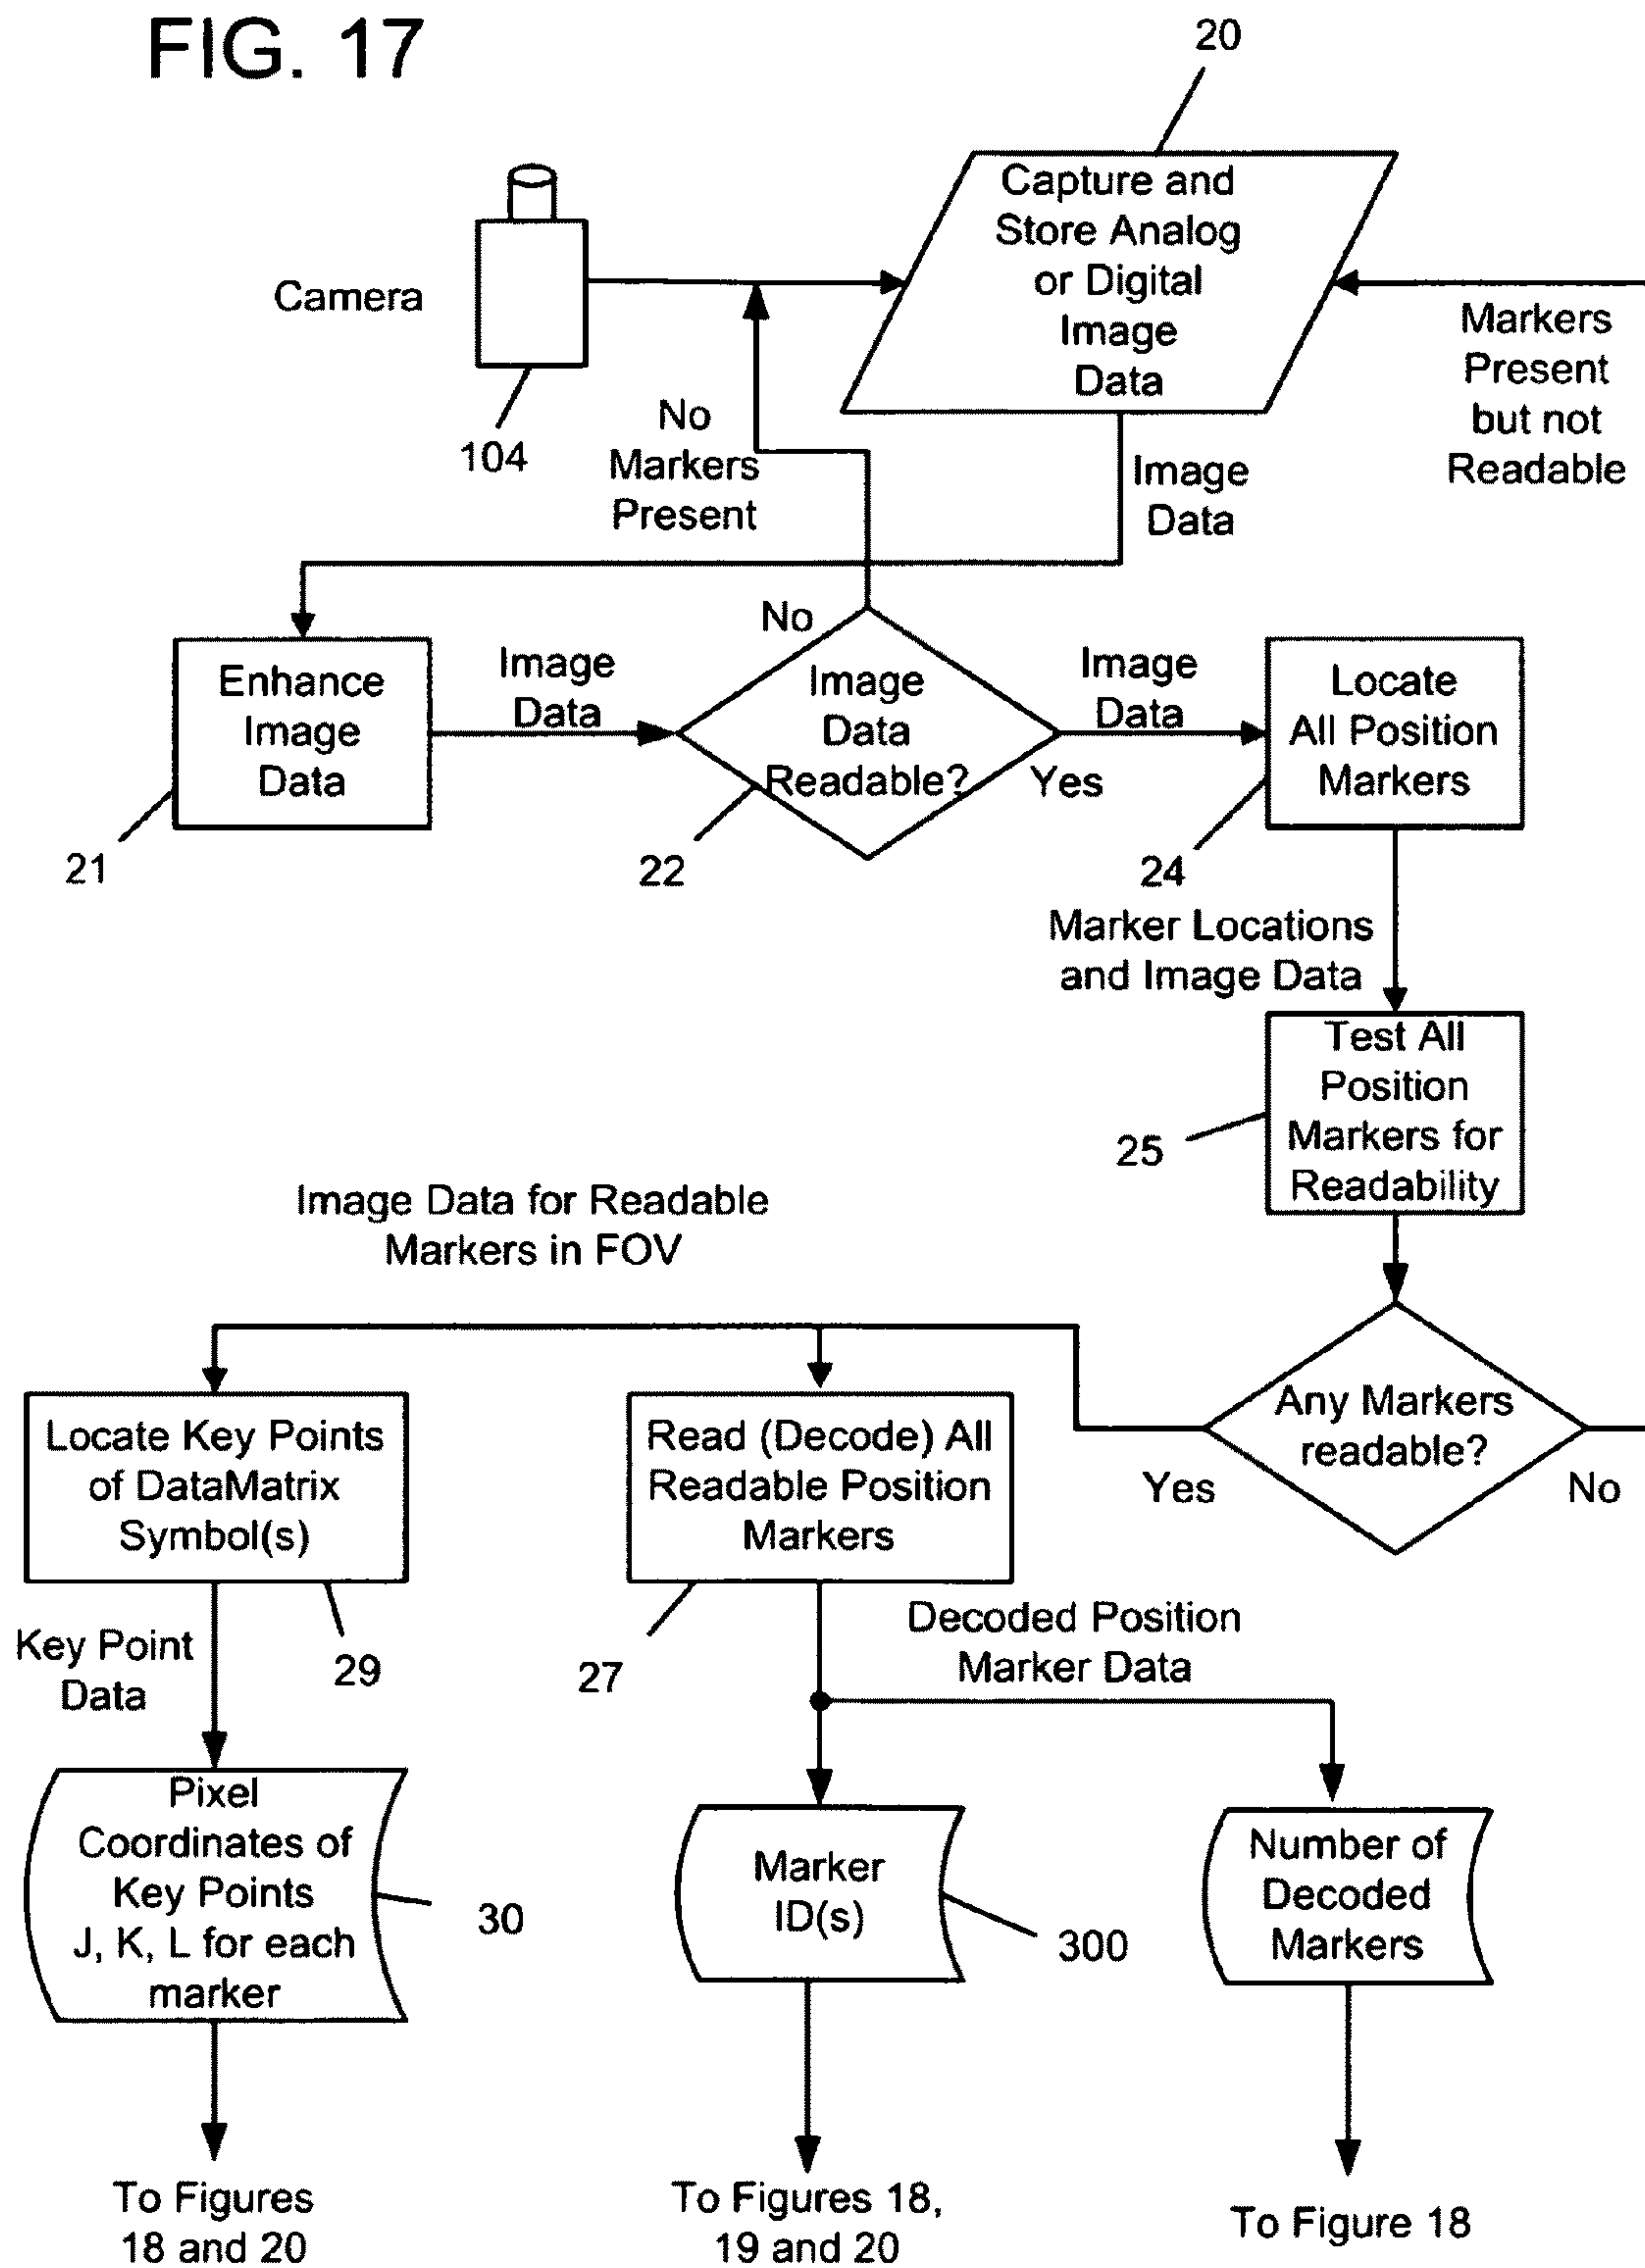 FIG. 17
20
Capture and
Store Analog
or Digital
Image
Data
Camera
104
No
Markers
Present
Image
Data
Markers
Present
but not
Readable
Enhance
Image
Data
21
Image
Data
No
Image
Data
Readable?
22
Yes
Image
Data
Locate
All Position
Markers
24
Marker Locations
and Image Data
Test All
Position
Markers for
Readability
25
Image Data for Readable
Markers in FOV
Any Markers
readable?
Yes
No
Locate Key Points
of DataMatrix
Symbol(s)
29
Read (Decode) All
Readable Position
Markers
27
Key Point
Data
Decoded Position
Marker Data
Pixel
Coordinates of
Key Points
J, K, L for each
marker
30
Marker
ID(s)
300
Number of
Decoded
Markers
To Figures
18 and 20
To Figures 18,
19 and 20
To Figure 18